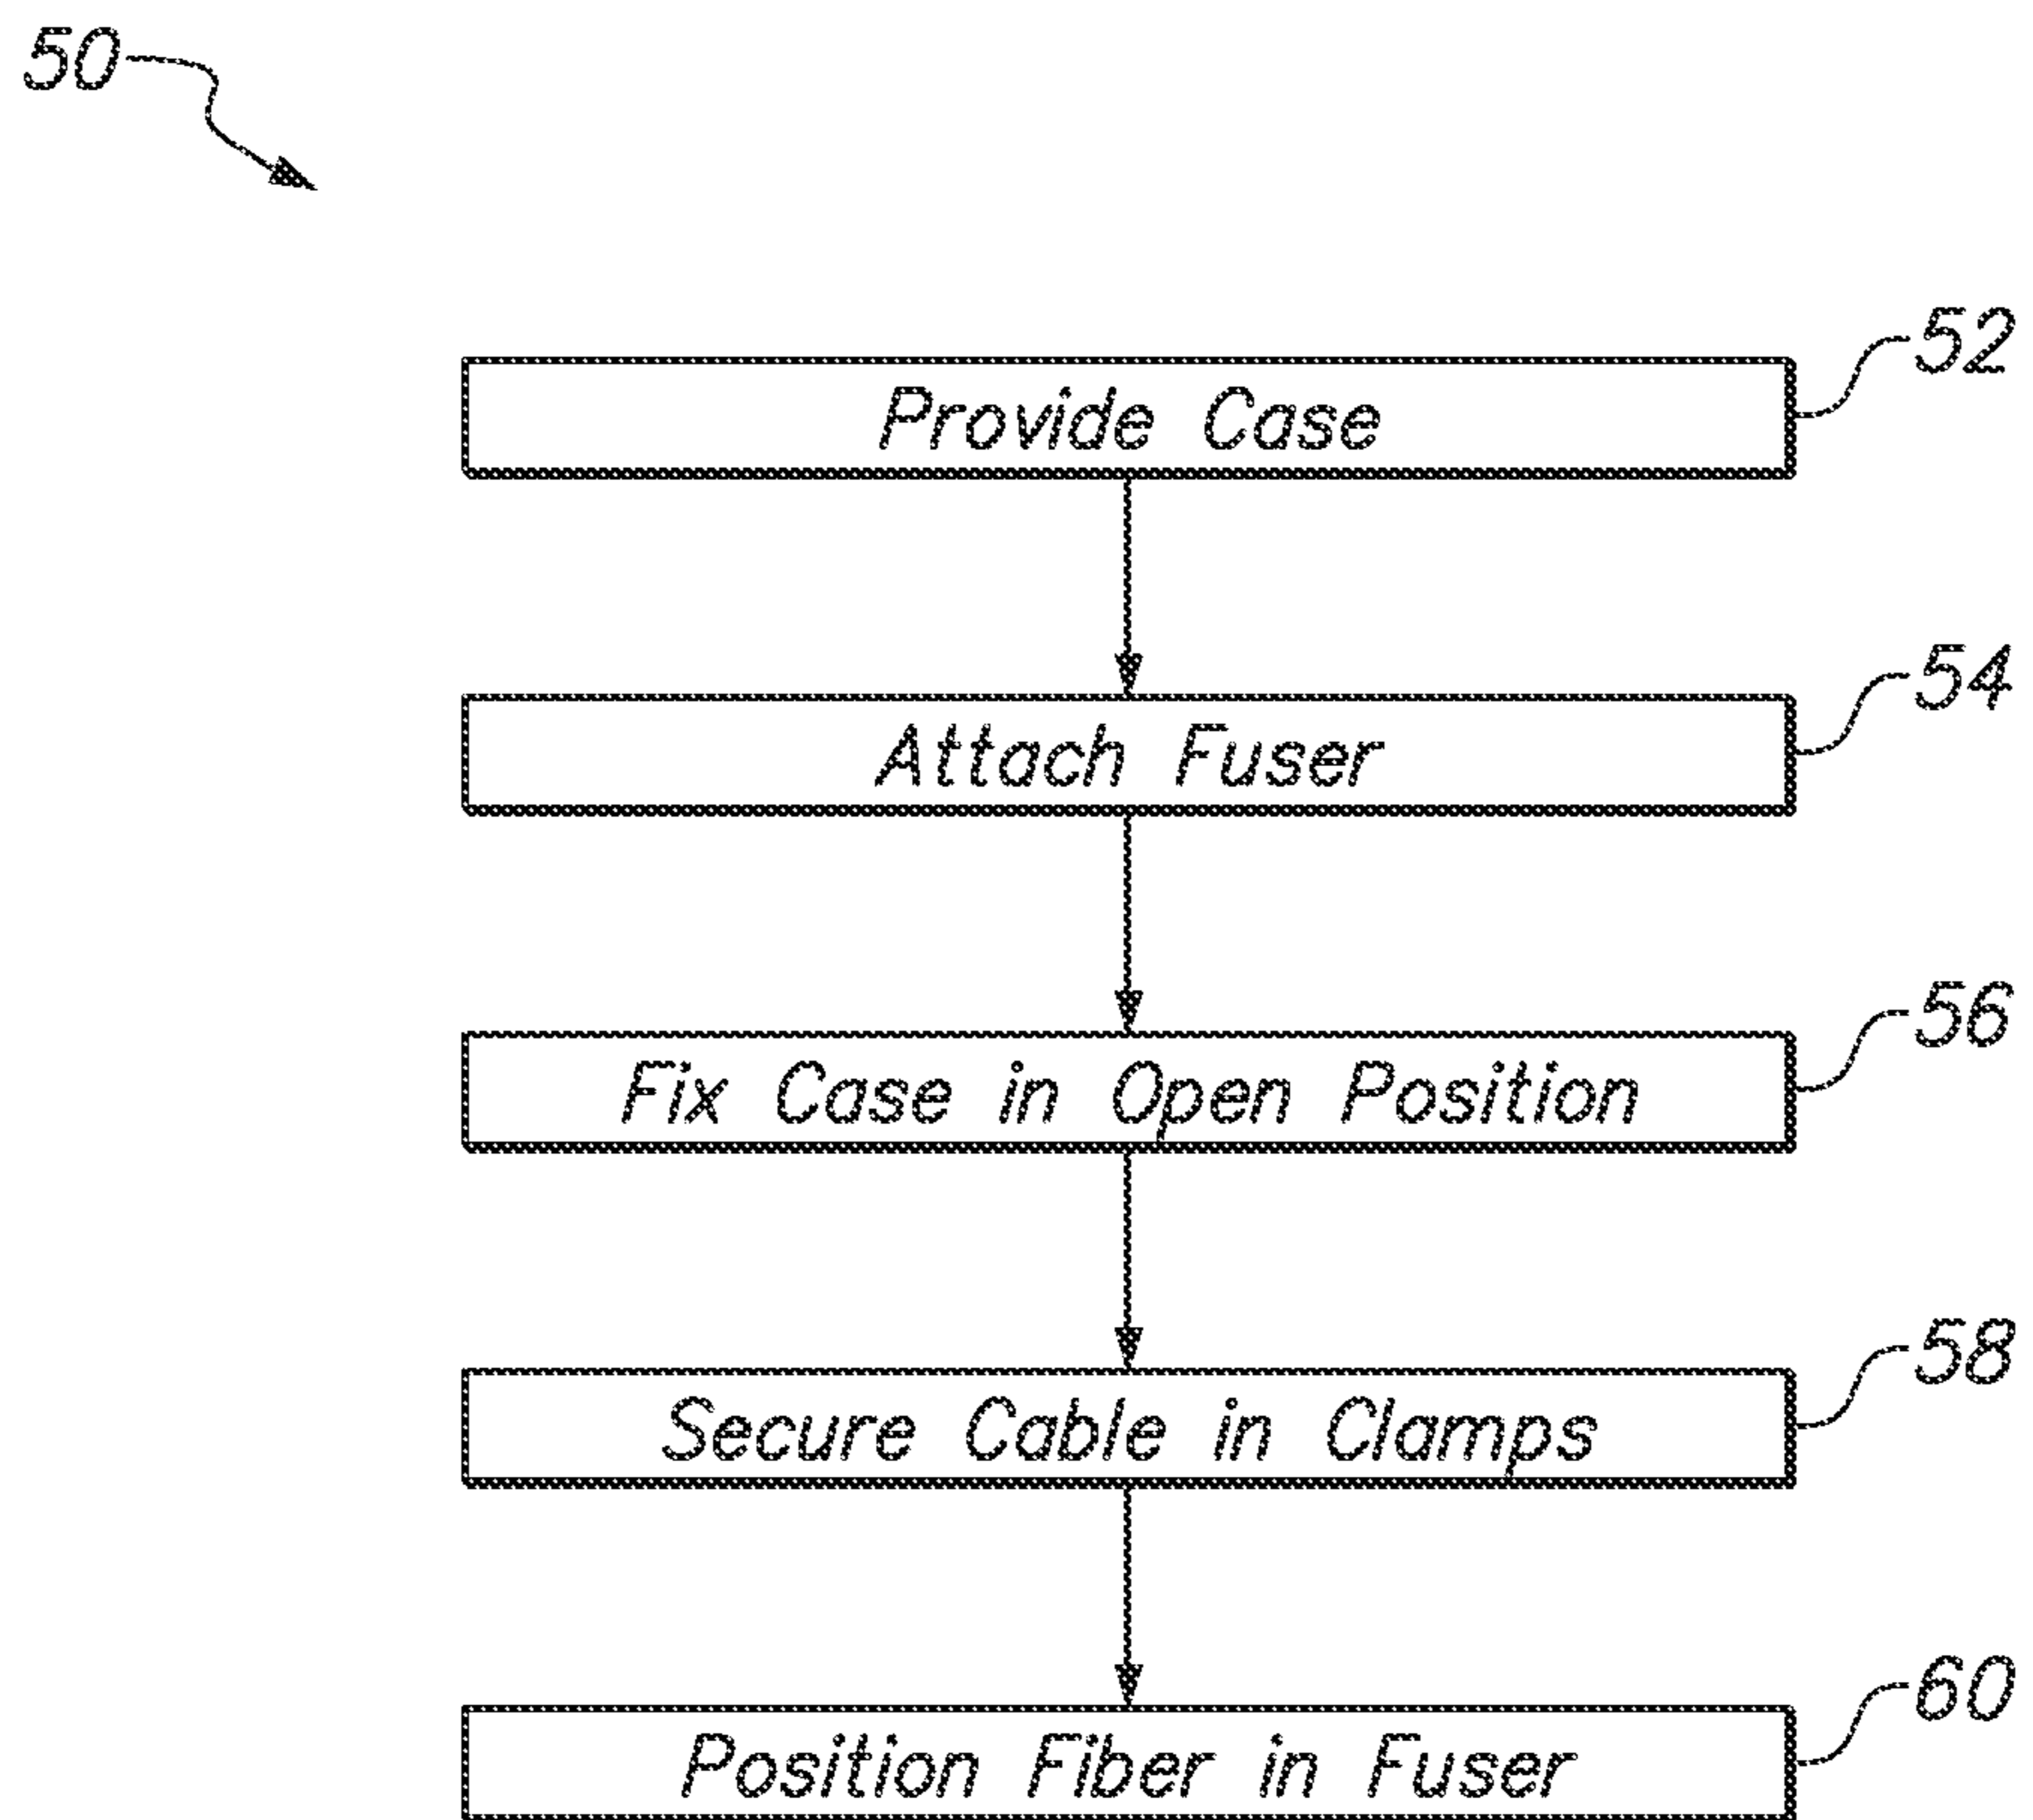 50
Provide Case
52
Attach Fuser
54
Fix Case in Open Position
56
Secure Cable in Clamps
58
Position Fiber in Fuser
60